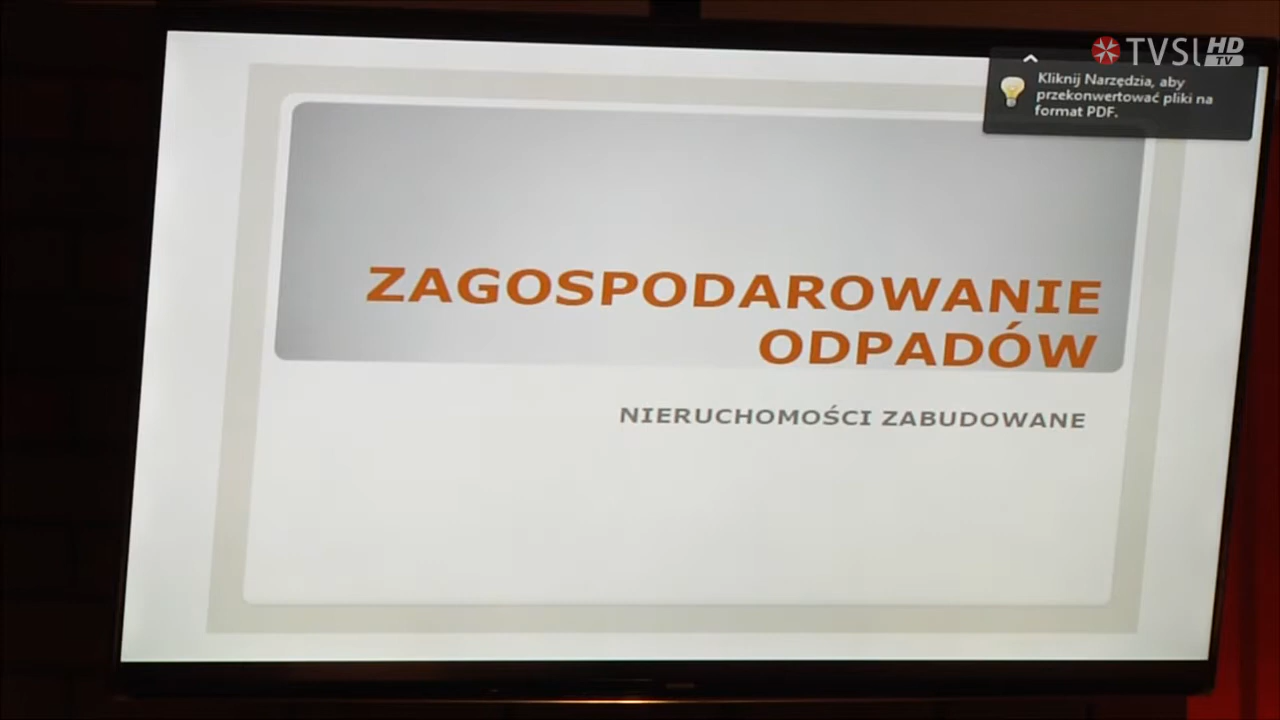 TVSL HD TV
Kliknij Narzędzia, aby
przekonwertować pliki na
format PDF.
ZAGOSPODAROWANIE
ODPADÓW
NIERUCHOMOŚCI ZABUDOWANE